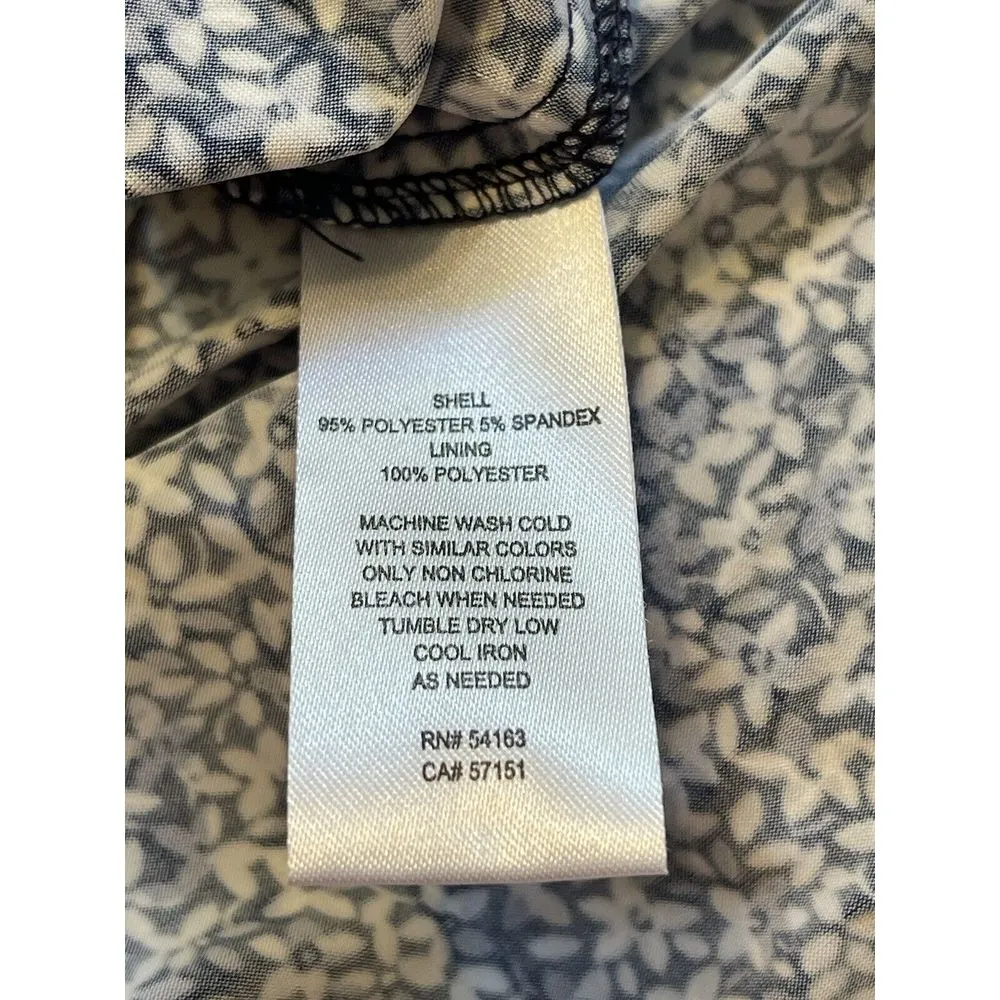 SHELL
95% POLYESTER 5% SPANDEX
LINING
100% POLYESTER
MACHINE WASH COLD
WITH SIMILAR COLORS
ONLY NON CHLORINE
BLEACH WHEN NEEDED
TUMBLE DRY LOW
COOL IRON
AS NEEDED
RN# 54163
CA# 57151